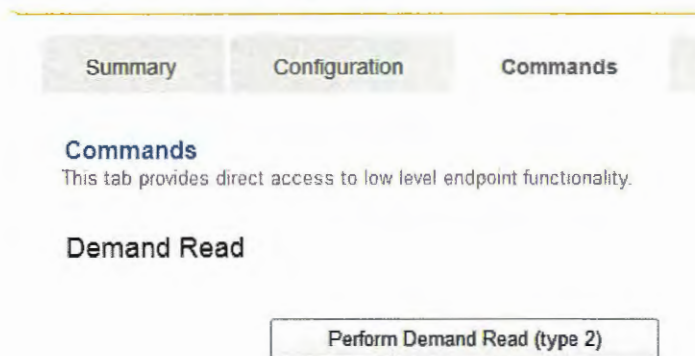 Summary Configuration Commands
Commands
This tab provides direct access to low level endpoint functionality.
Demand Read
Perform Demand Read (type 2)